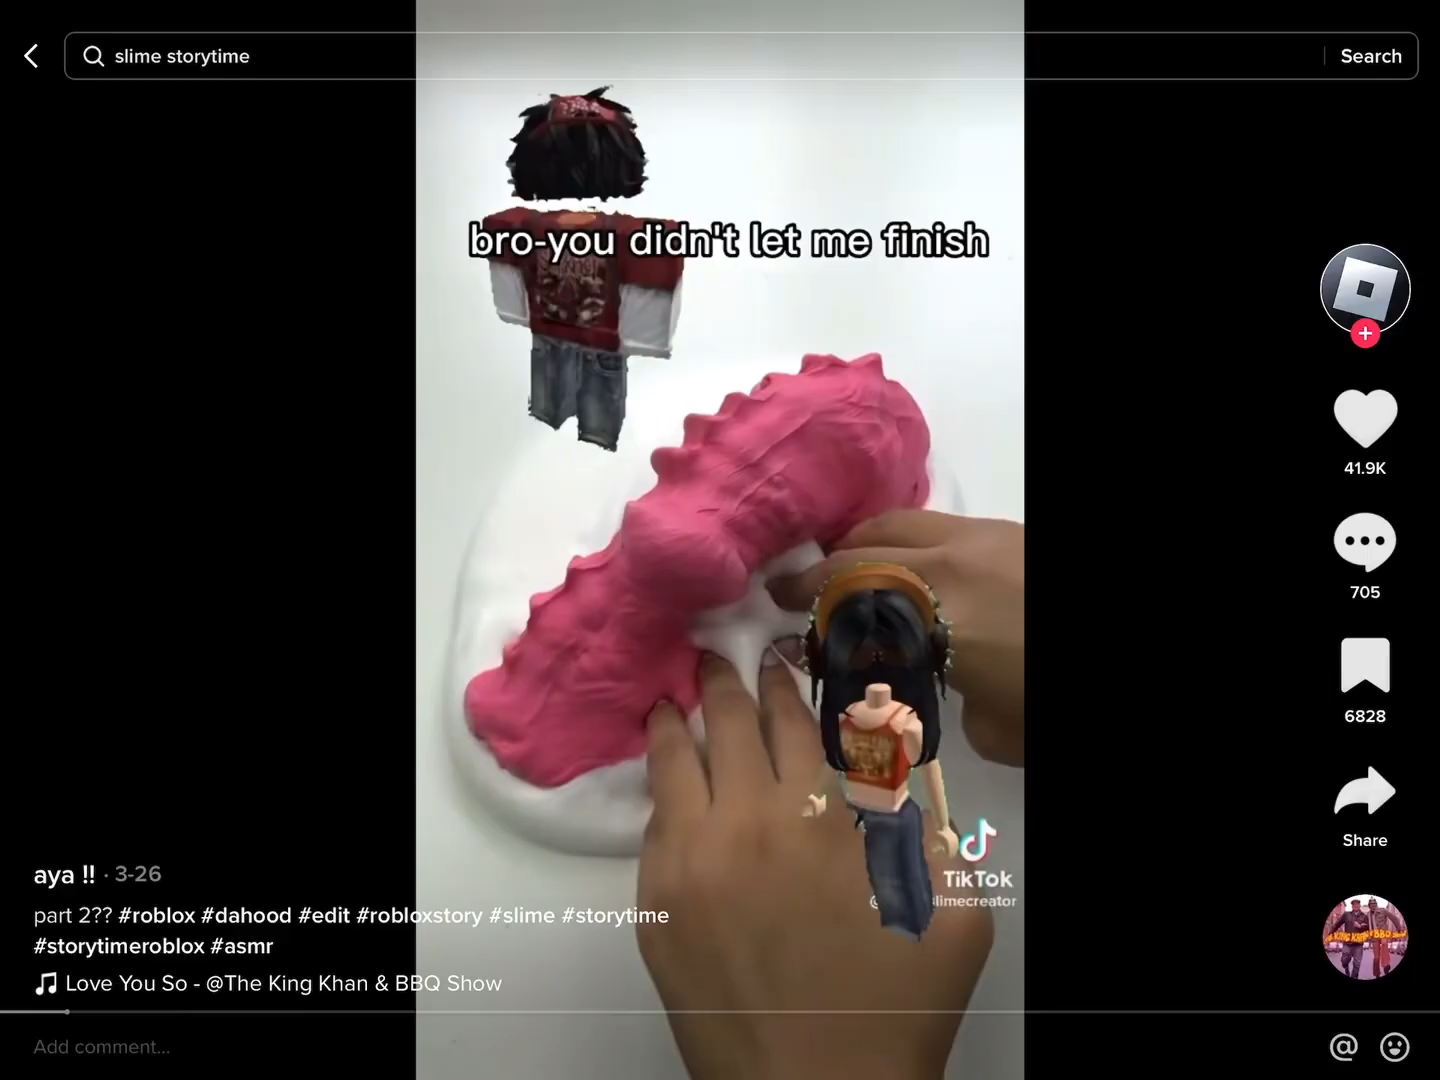 slime storytime
Search
bro-you didn't let me finish
41.9K
705
6828
Share
TikTok
limecreator
aya !! · 3-26
part 2?? #roblox #dahood #edit #robloxstory #slime #storytime
#storytimeroblox #asmr
Love You So - @The King Khan & BBQ Show
Add comment...